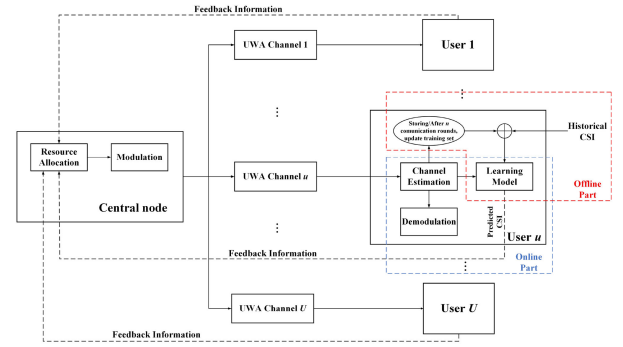 Feedback Information
UWA Channel 1
User 1
Storing/After n
comunication rounds,
update training set
Historical
CSI
Resource
Allocation
Modulation
Central node
UWA Channel u
Channel
Estimation
Learning
Model
Offline
Part
Demodulation
Predicted
CSI
User u
Feedback Information
Online
Part
UWA Channel U
User U
Feedback Information